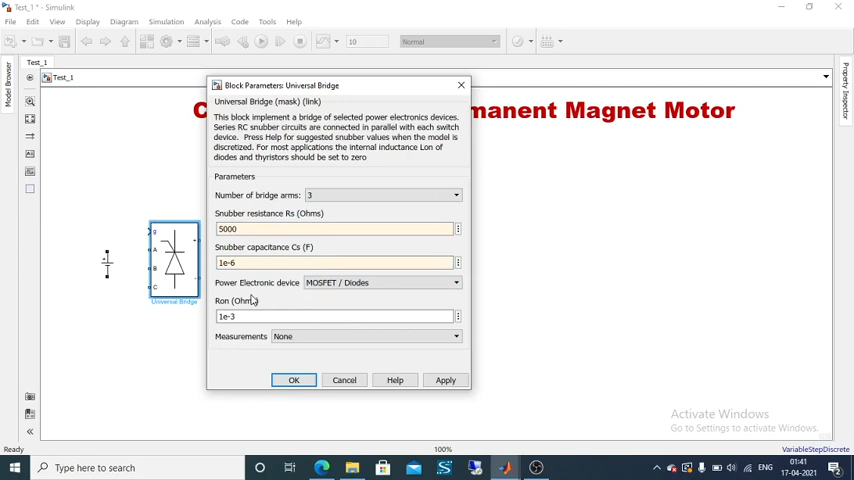 Test_1 * - Simulink
File Edit View Display Diagram Simulation Analysis Code Tools Help
10
Normal
Test_1
Test_1
Model Browser
Property Inspector
C
manent Magnet Motor
Block Parameters: Universal Bridge
Universal Bridge (mask) (link)
This block implement a bridge of selected power electronics devices.
Series RC snubber circuits are connected in parallel with each switch
device. Press Help for suggested snubber values when the model is
discretized. For most applications the internal inductance Lon of
diodes and thyristors should be set to zero
Parameters
Number of bridge arms: 3
Snubber resistance Rs (Ohms)
5000
Snubber capacitance Cs (F)
1e-6
Power Electronic device MOSFET / Diodes
Ron (Ohms)
1e-3
Measurements None
OK Cancel Help Apply
g
A
B
C
+
-
Universal Bridge
Activate Windows
Go to Settings to activate Windows.
Ready 100% VariableStepDiscrete
Type here to search
ENG
01:41
17-04-2021
2